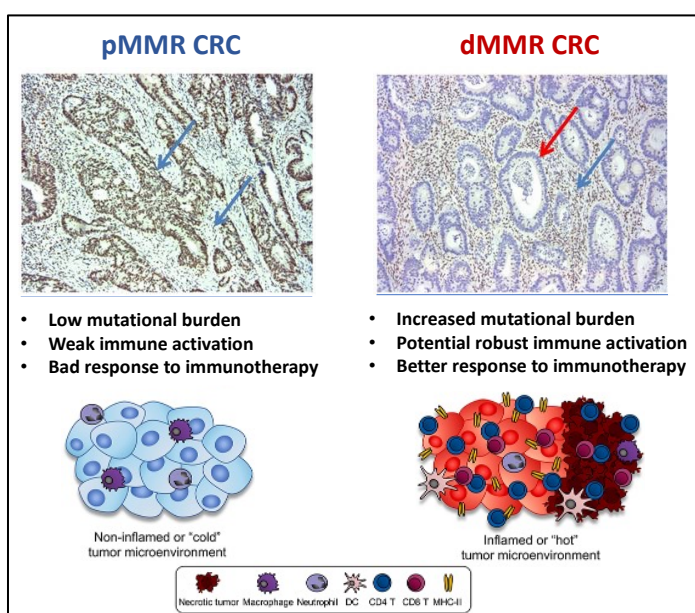 pMMR CRC
dMMR CRC
• Low mutational burden
• Weak immune activation
• Bad response to immunotherapy
• Increased mutational burden
• Potential robust immune activation
• Better response to immunotherapy
Non-inflamed or “cold”
tumor microenvironment
Inflamed or “hot”
tumor microenvironment
Necrotic tumor Macrophage Neutrophil DC CD4 T CD8 T MHC-II